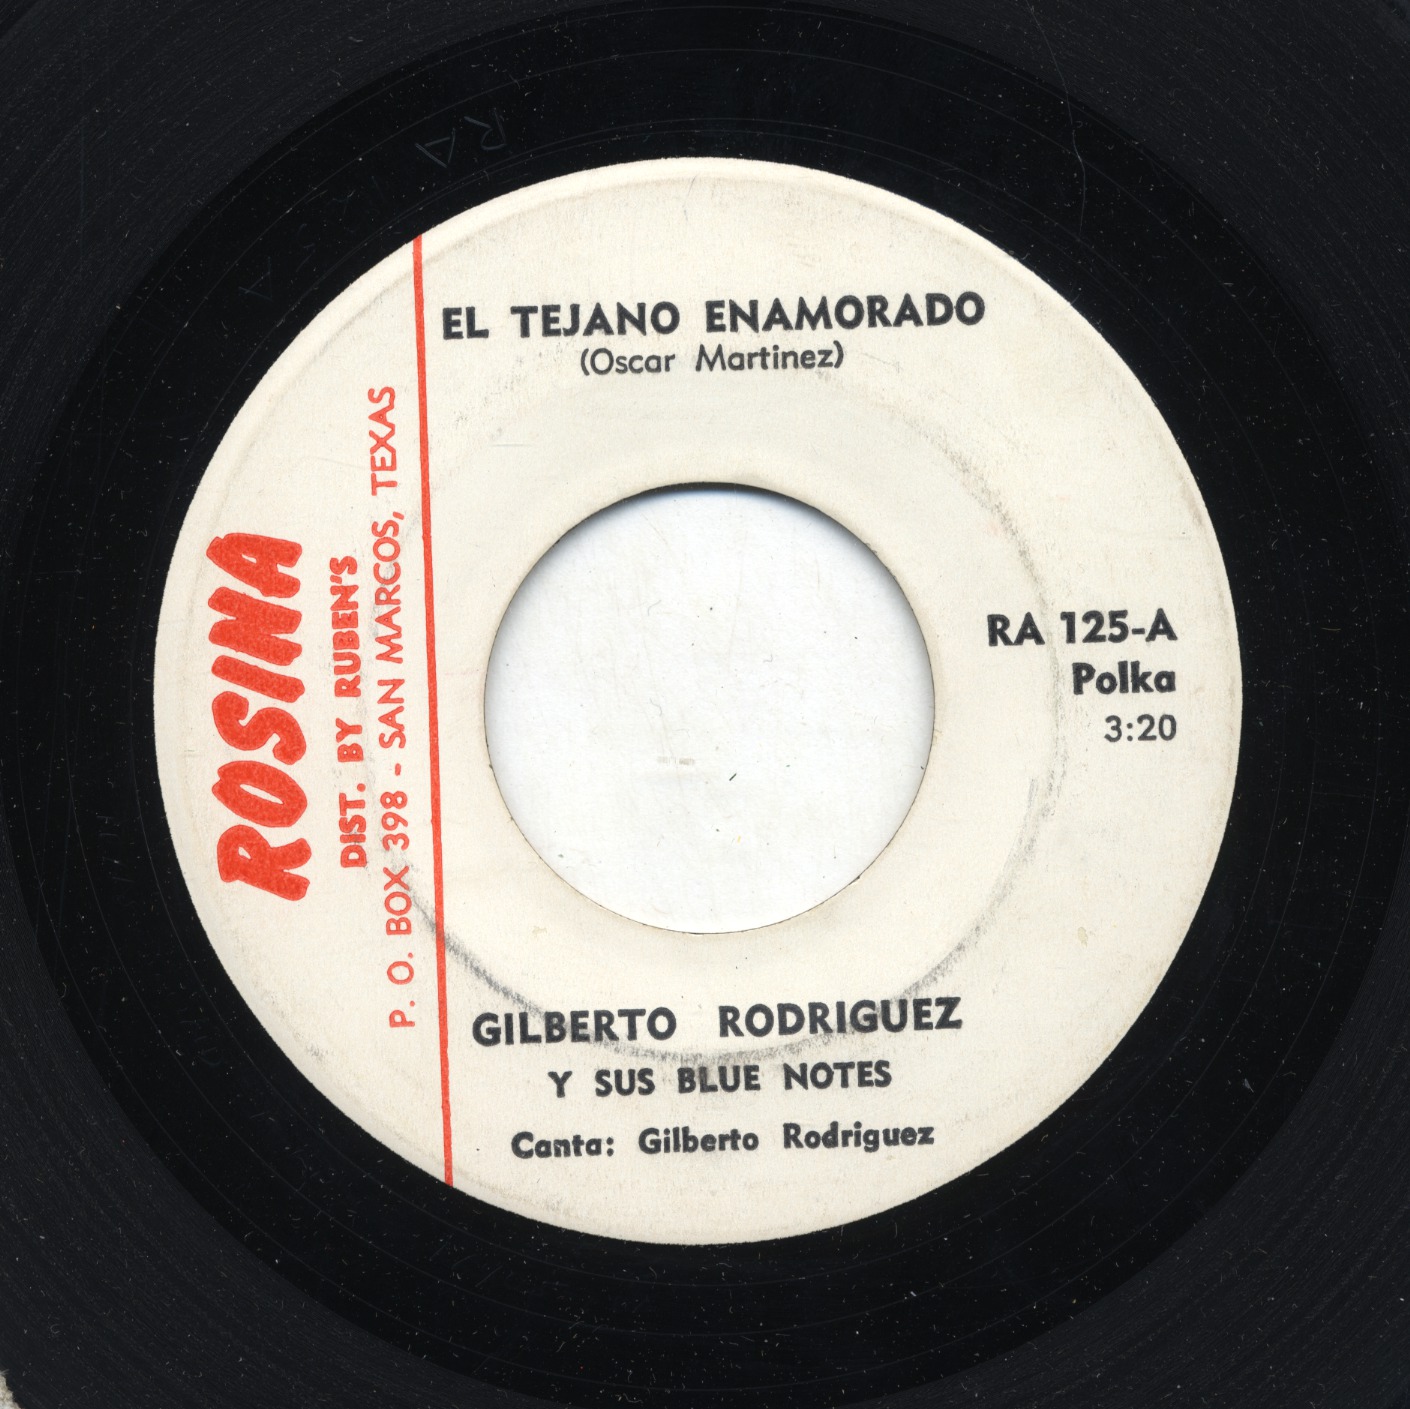 EL TEJANO ENAMORADO
(Oscar Martinez)
ROSINA
DIST. BY RUBEN'S
P. O. BOX 398 - SAN MARCOS, TEXAS
RA 125-A
Polka
3:20
GILBERTO RODRIGUEZ
Y SUS BLUE NOTES
Canta: Gilberto Rodriguez
RA